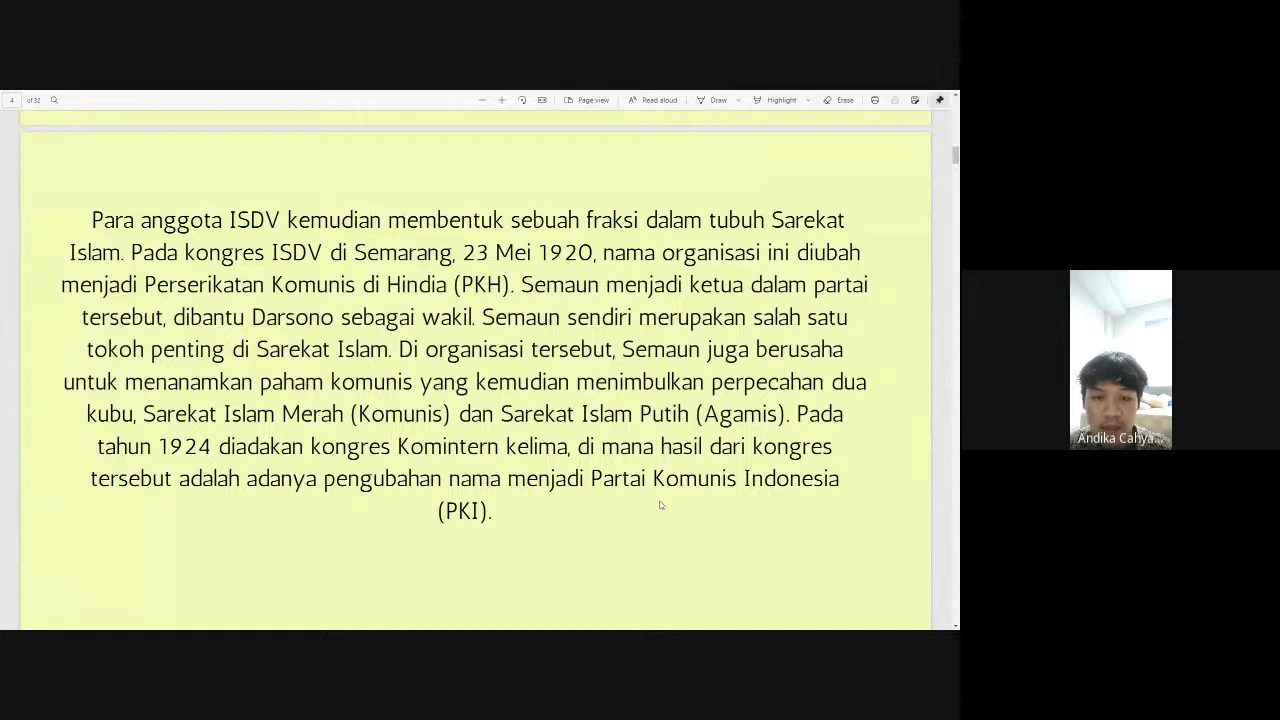 4 of 32 Page view Read aloud Draw Highlight Erase
Para anggota ISDV kemudian membentuk sebuah fraksi dalam tubuh Sarekat
Islam. Pada kongres ISDV di Semarang, 23 Mei 1920, nama organisasi ini diubah
menjadi Perserikatan Komunis di Hindia (PKH). Semaun menjadi ketua dalam partai
tersebut, dibantu Darsono sebagai wakil. Semaun sendiri merupakan salah satu
tokoh penting di Sarekat Islam. Di organisasi tersebut, Semaun juga berusaha
untuk menanamkan paham komunis yang kemudian menimbulkan perpecahan dua
kubu, Sarekat Islam Merah (Komunis) dan Sarekat Islam Putih (Agamis). Pada
tahun 1924 diadakan kongres Komintern kelima, di mana hasil dari kongres
tersebut adalah adanya pengubahan nama menjadi Partai Komunis Indonesia
(PKI).
Andika Cahya...